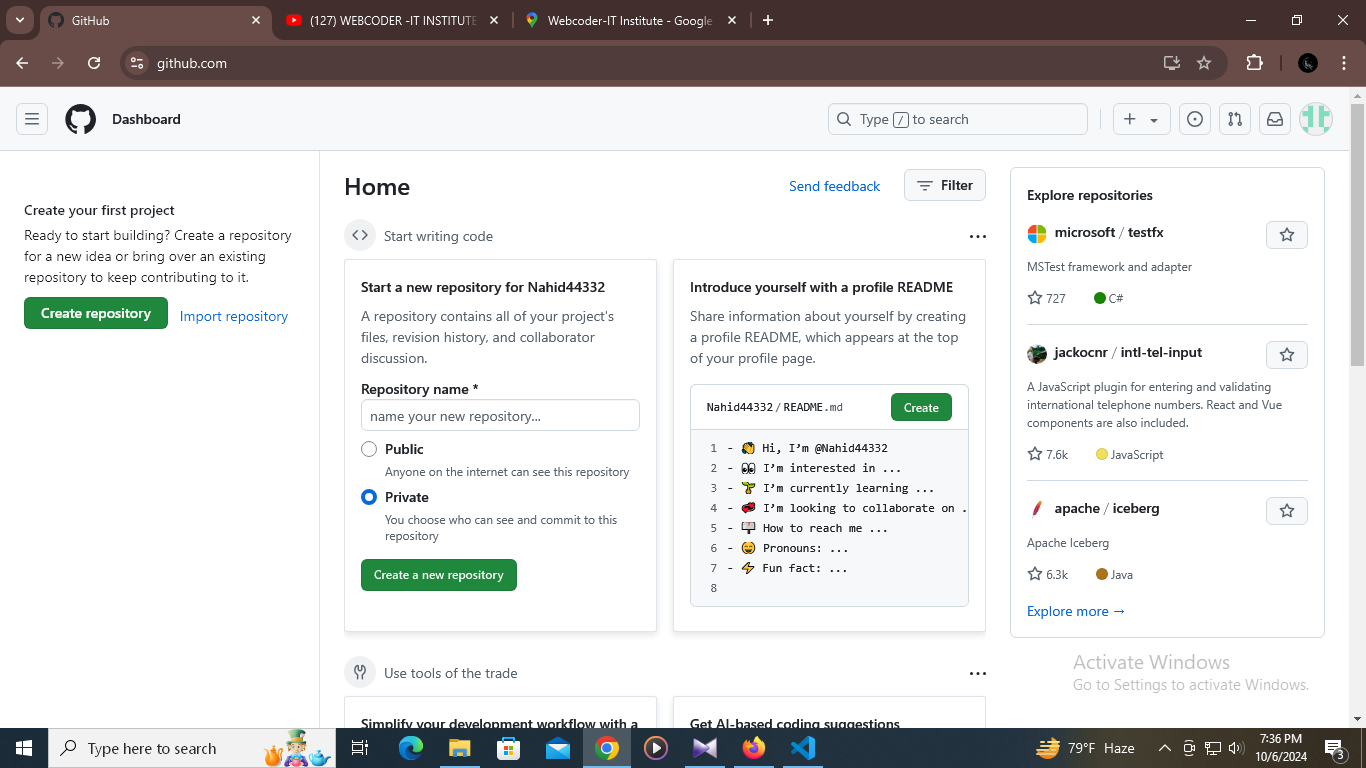 GitHub
(127) WEBCODER -IT INSTITUTE
Webcoder-IT Institute - Google
github.com
Dashboard
Type / to search
Create your first project
Ready to start building? Create a repository
for a new idea or bring over an existing
repository to keep contributing to it.
Create repository
Import repository
Home
Send feedback
Filter
Start writing code
Start a new repository for Nahid44332
A repository contains all of your project's
files, revision history, and collaborator
discussion.
Repository name *
name your new repository...
Public
Anyone on the internet can see this repository
Private
You choose who can see and commit to this
repository
Create a new repository
Introduce yourself with a profile README
Share information about yourself by creating
a profile README, which appears at the top
of your profile page.
Nahid44332 / README.md
Create
1 - 👋 Hi, I’m @Nahid44332
2 - 👀 I’m interested in ...
3 - 🌱 I’m currently learning ...
4 - 💞️ I’m looking to collaborate on .
5 - 📫 How to reach me ...
6 - 😄 Pronouns: ...
7 - ⚡ Fun fact: ...
8
Use tools of the trade
Simplify your development workflow with a
Get AI-based coding suggestions
Explore repositories
microsoft / testfx
MSTest framework and adapter
727
C#
jackocnr / intl-tel-input
A JavaScript plugin for entering and validating
international telephone numbers. React and Vue
components are also included.
7.6k
JavaScript
apache / iceberg
Apache Iceberg
6.3k
Java
Explore more →
Activate Windows
Go to Settings to activate Windows.
Type here to search
79°F Haze
7:36 PM
10/6/2024
3